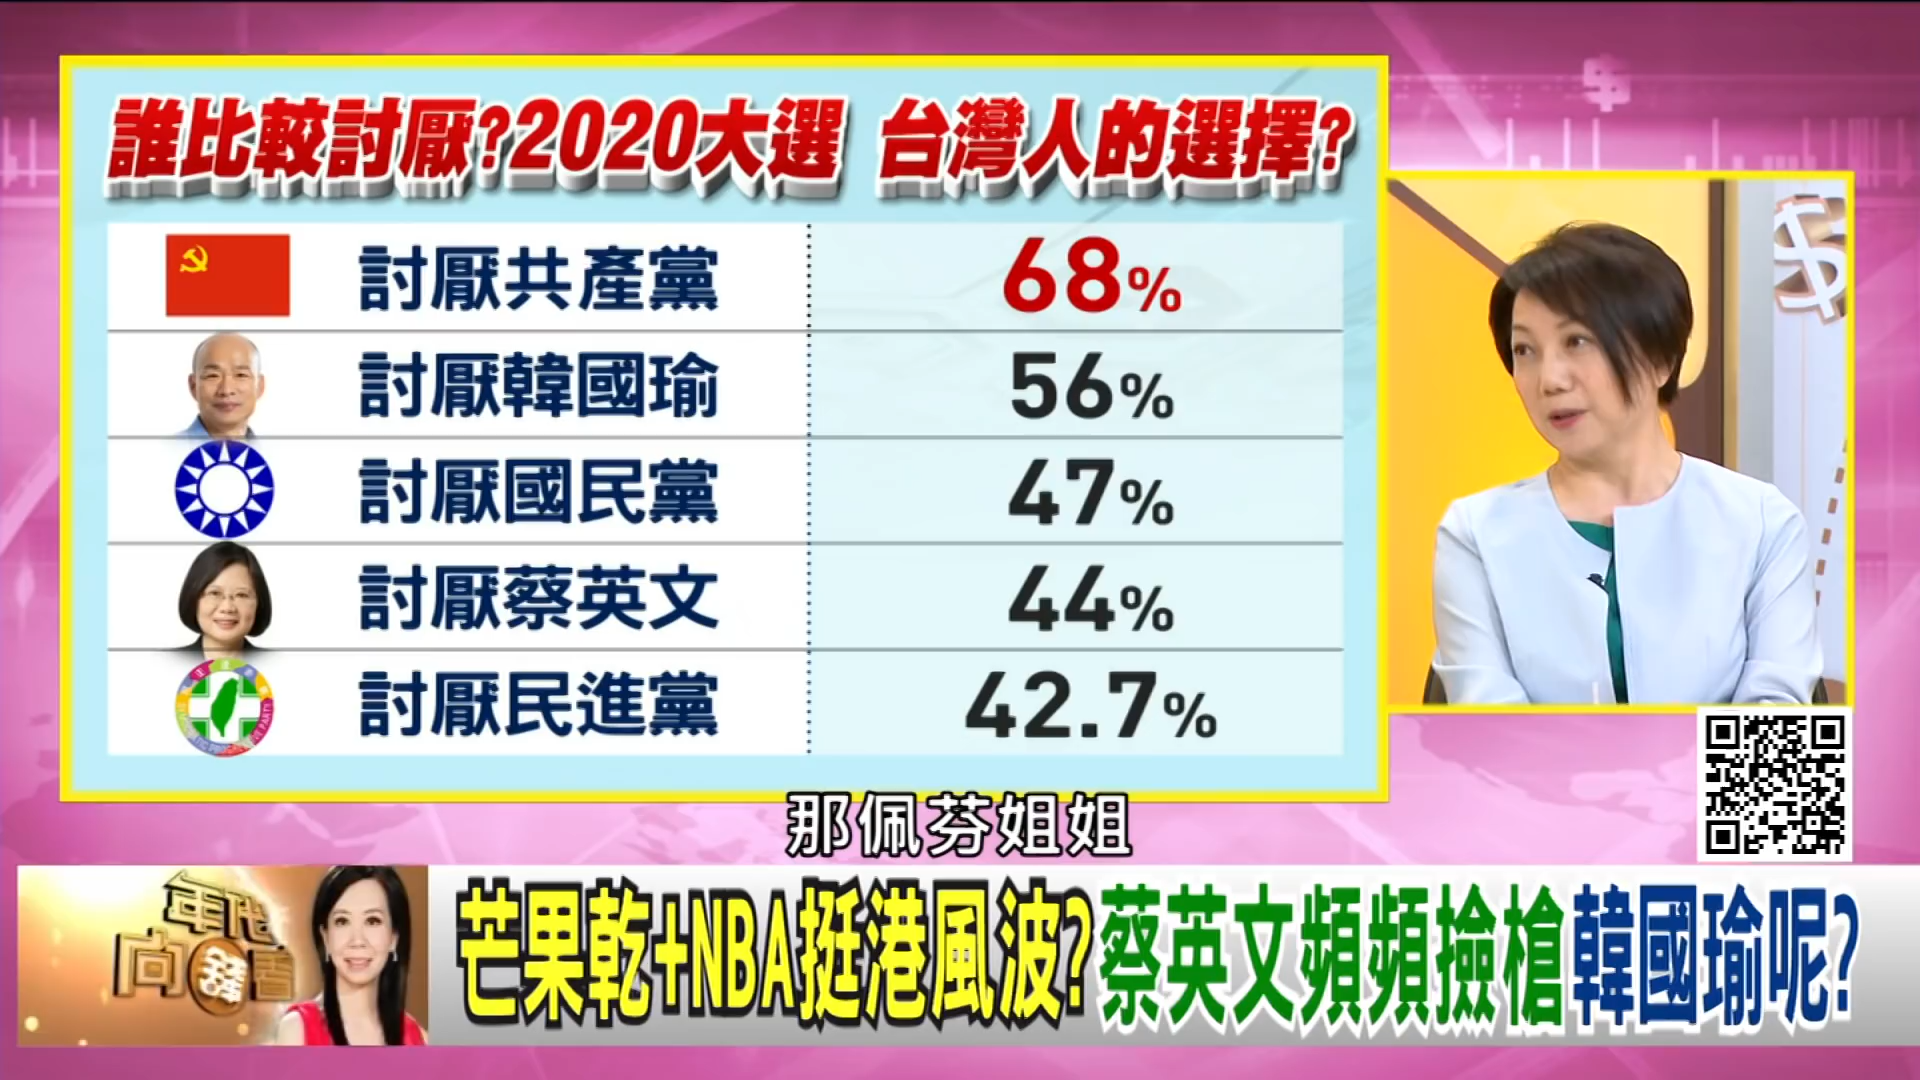 誰比較討厭?2020大選 台灣人的選擇?
討厭共產黨 68%
討厭韓國瑜 56%
討厭國民黨 47%
討厭蔡英文 44%
討厭民進黨 42.7%
那佩芬姐姐
年代向錢看
芒果乾+NBA挺港風波?蔡英文頻頻撿槍韓國瑜呢?